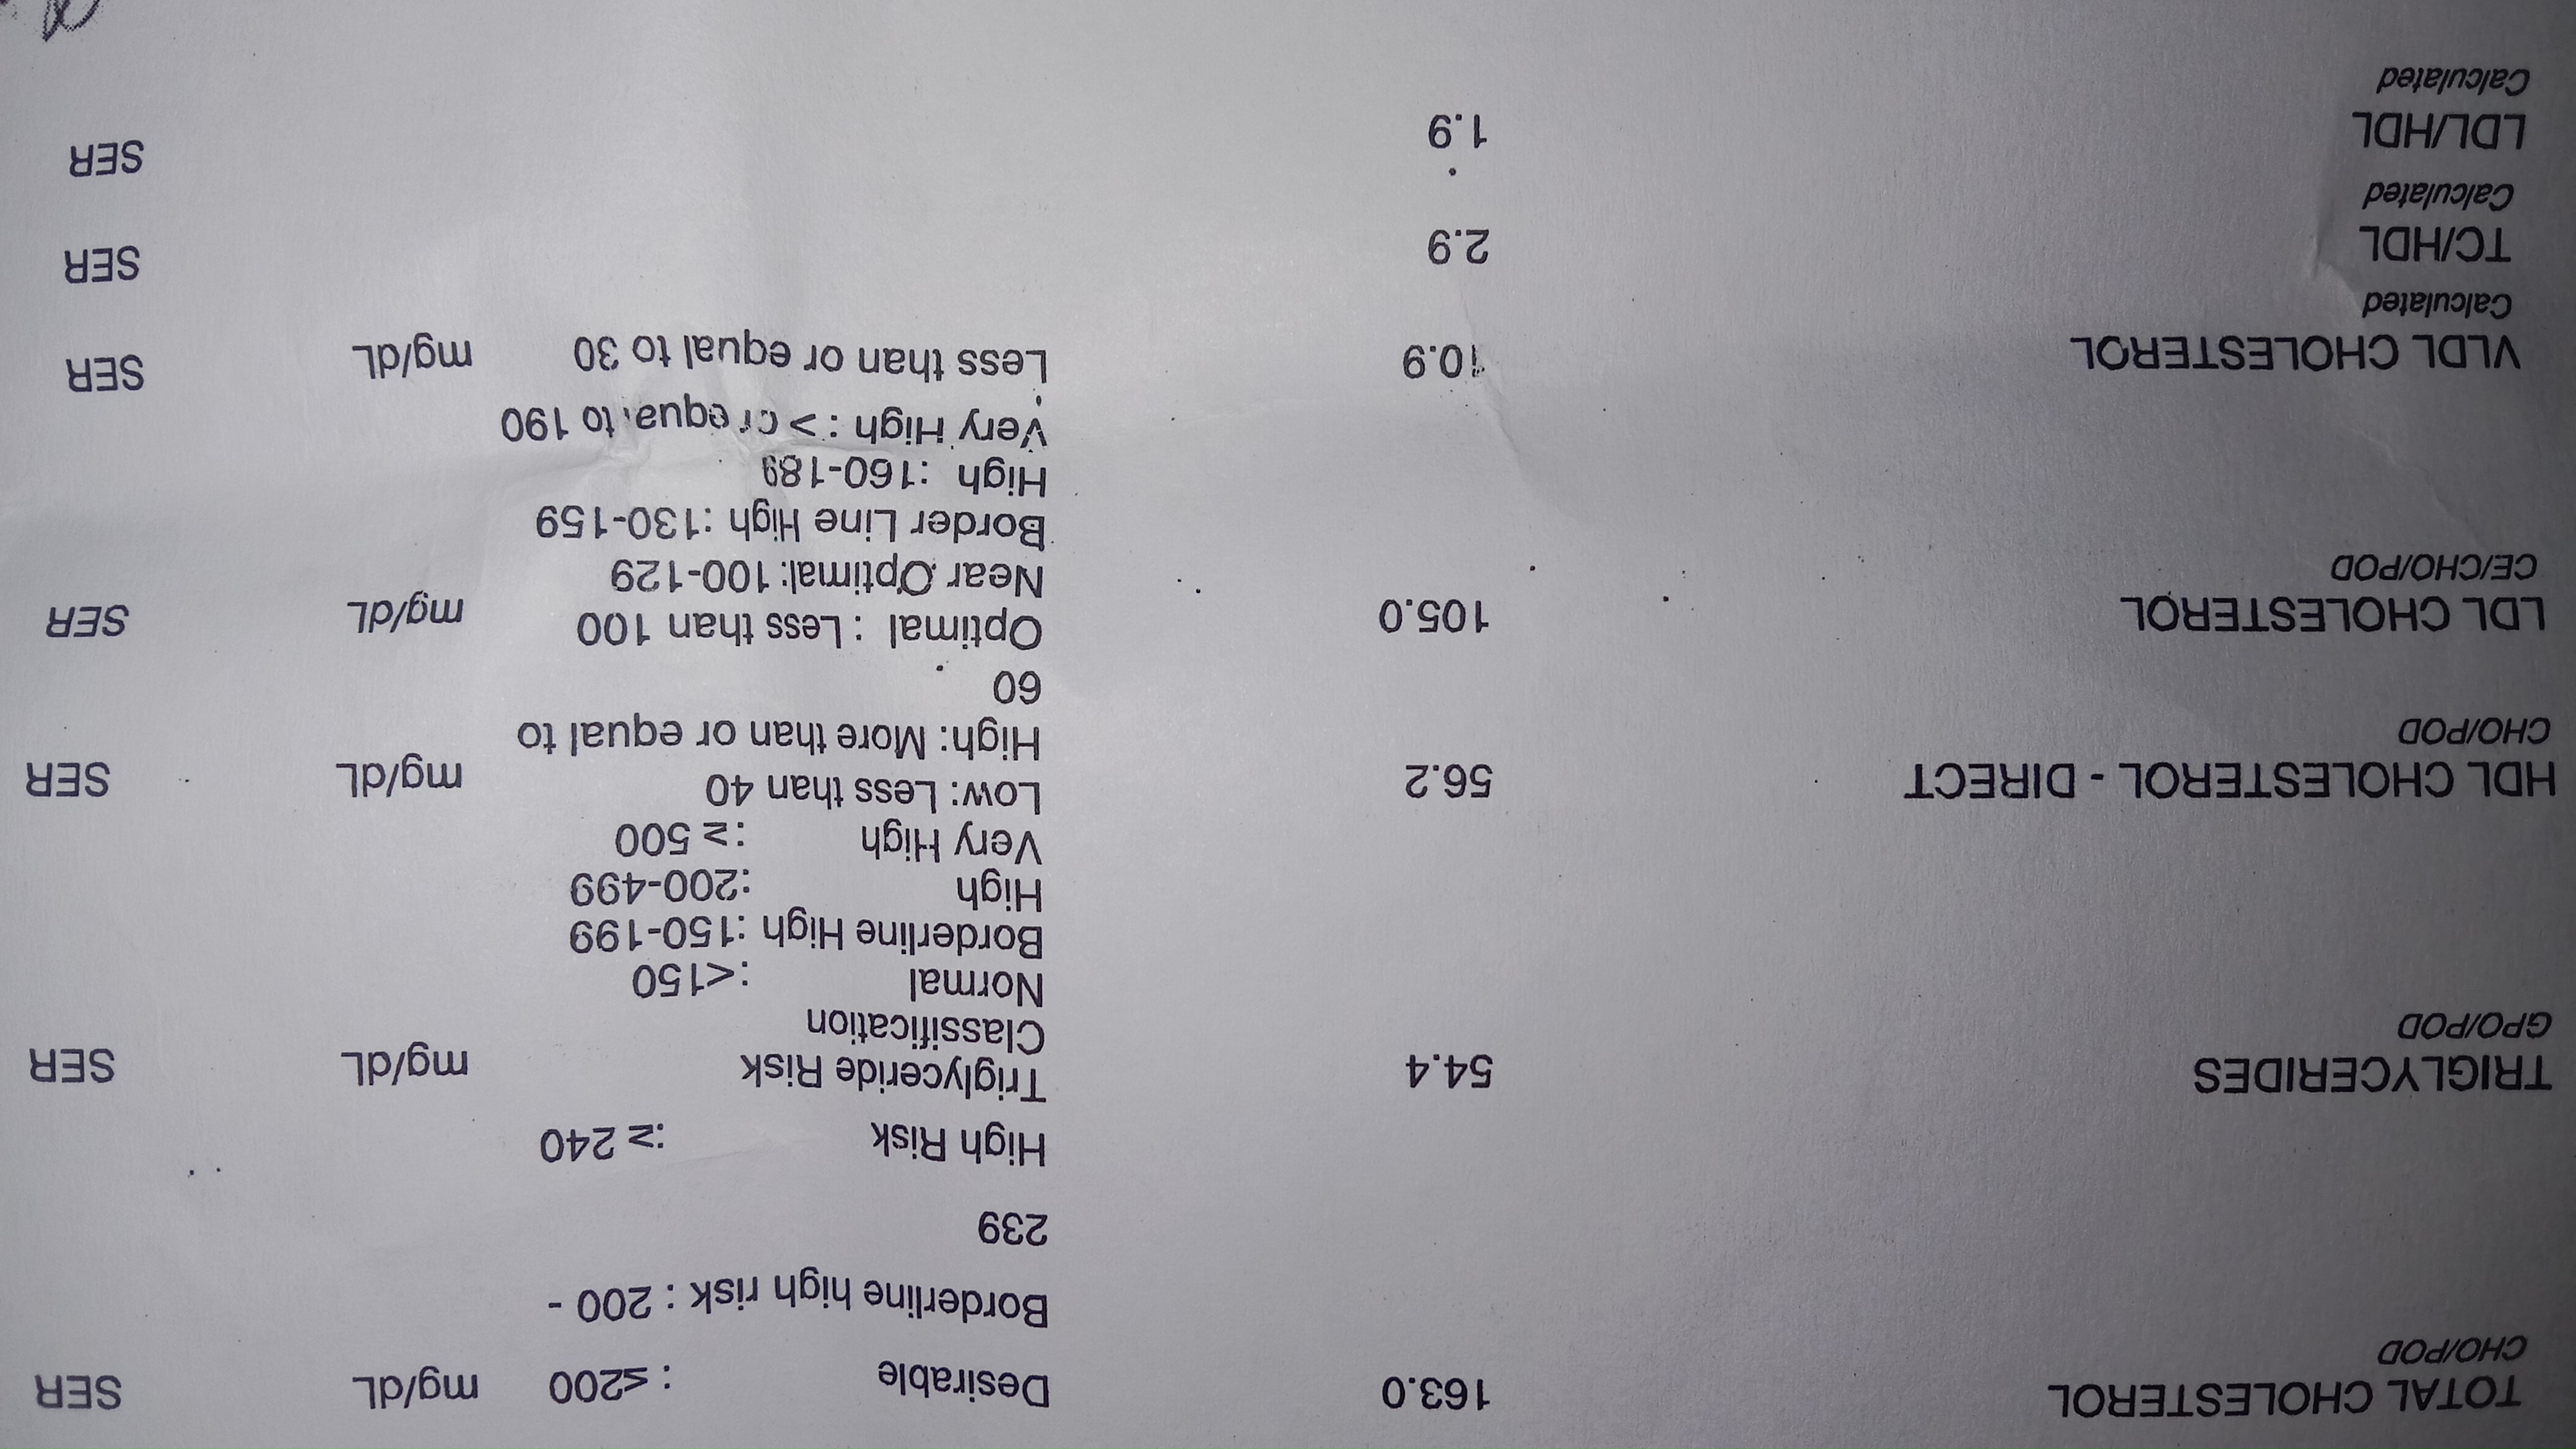 TOTAL CHOLESTEROL 163.0 Desirable : ≤200 mg/dL SER
CHO/POD
Borderline high risk : 200 -
239
High Risk :≥ 240
TRIGLYCERIDES 54.4 Triglyceride Risk mg/dL SER
GPO/POD Classification
Normal :<150
Borderline High :150-199
High :200-499
Very High :≥ 500
HDL CHOLESTEROL - DIRECT 56.2 Low: Less than 40 mg/dL SER
CHO/POD High: More than or equal to
60
LDL CHOLESTEROL 105.0 Optimal : Less than 100 mg/dL SER
CE/CHO/POD Near Optimal: 100-129
Border Line High :130-159
High :160-189
Very High : > or equal to 190
VLDL CHOLESTEROL 10.9 Less than or equal to 30 mg/dL SER
Calculated
TC/HDL 2.9 SER
Calculated
LDL/HDL 1.9 SER
Calculated